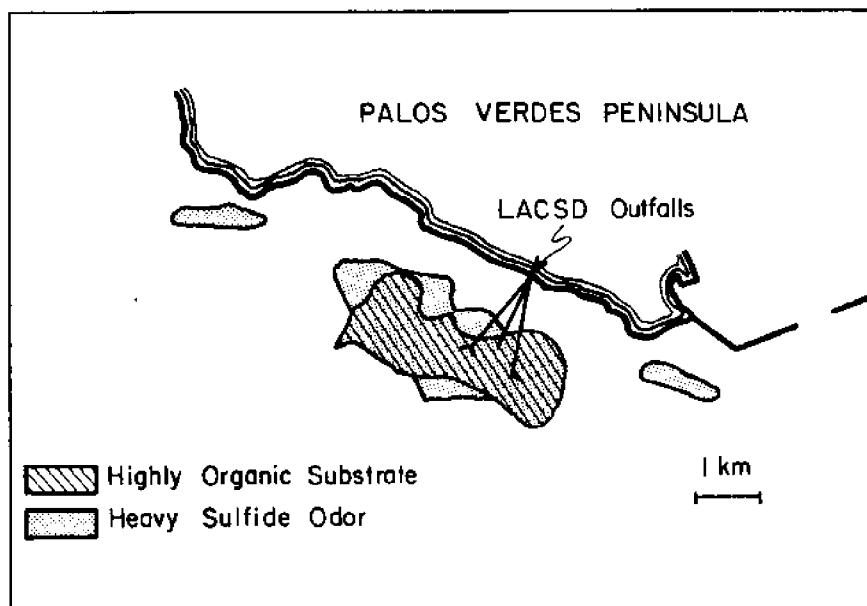 PALOS VERDES PENINSULA
LACSD Outfalls
Highly Organic Substrate
Heavy Sulfide Odor
1 km